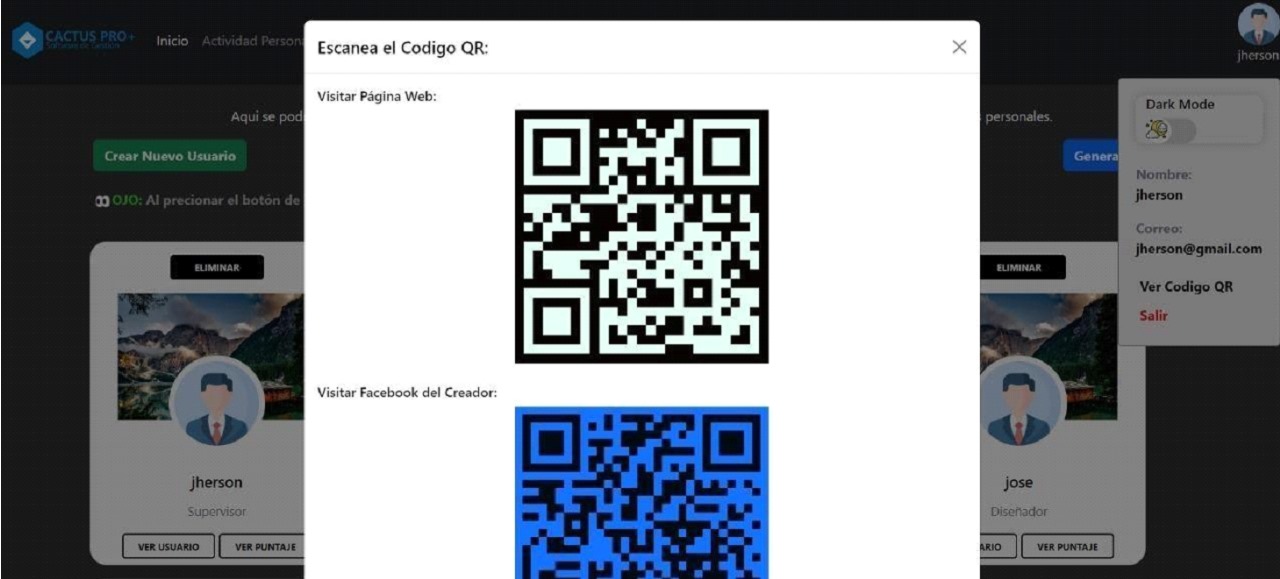 CACTUS PRO+
Inicio
Actividad Person
jherson
Escanea el Codigo QR:
Visitar Página Web:
Aqui se pod
personales.
Crear Nuevo Usuario
Genera
OJO: Al precionar el botón de
Dark Mode
Nombre:
jherson
Correo:
jherson@gmail.com
Ver Codigo QR
Salir
ELIMINAR
ELIMINAR
Visitar Facebook del Creador:
jherson
Supervisor
VER USUARIO
VER PUNTAJE
jose
Diseñador
ARIO
VER PUNTAJE